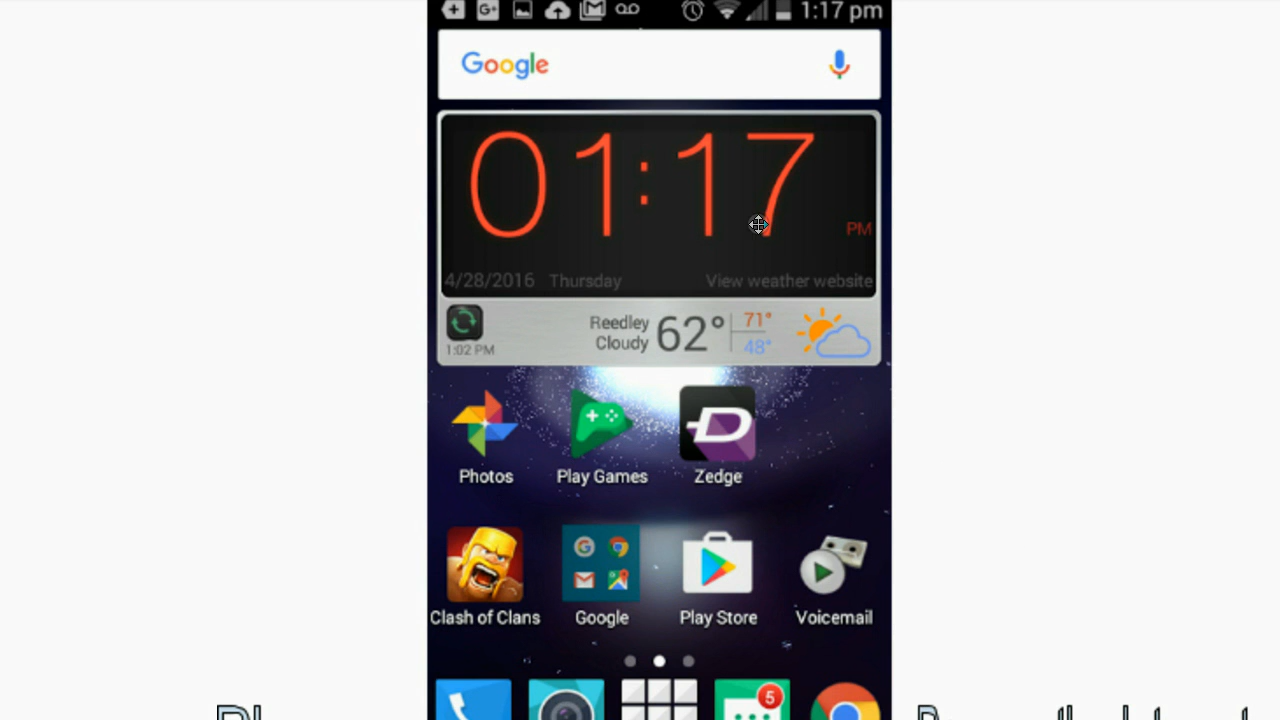 1:17 pm
Google
01:17
PM
4/28/2016 Thursday View weather website
Reedley 62° 71°
Cloudy 48°
1:02 PM
Photos Play Games Zedge
Clash of Clans Google Play Store Voicemail
5